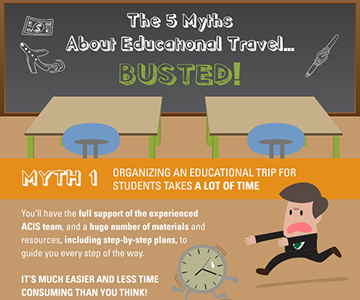 The 5 Myths
About Educational Travel...
BUSTED!
MYTH 1
ORGANIZING AN EDUCATIONAL TRIP FOR
STUDENTS TAKES A LOT OF TIME
You'll have the full support of the experienced
ACIS team, and a huge number of materials and
resources, including step-by-step plans, to
guide you every step of the way.
IT'S MUCH EASIER AND LESS TIME
CONSUMING THAN YOU THINK!